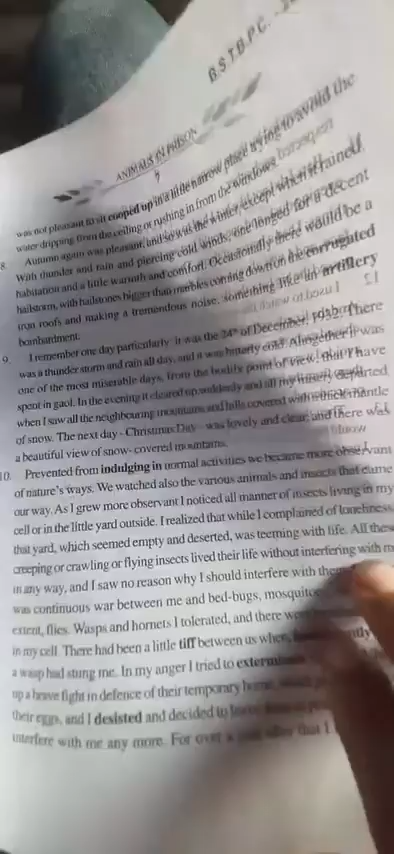 B.S.T.B.P.C.
ANIMALS IN PRISON
was not pleasant to sit cooped up in a little narrow place trying to avoid the
water dripping from the ceiling or rushing in from the windows.
8. Autumn again was pleasant, and so was the winter, except when it rained.
With thunder and rain and piercing cold winds, one longed for a decent
habitation and a little warmth and comfort. Occasionally there would be a
hailstorm, with hailstones bigger than marbles coming down on the corrugated
iron roofs and making a tremendous noise, something like an artillery
bombardment.
9. I remember one day particularly it was the 24th of December, There
was a thunder storm and rain all day, and it was bitterly cold. Altogether it was
one of the most miserable days, from the bodily point of view, that I have
spent in gaol. In the evening it cleared up suddenly and all my misery departed
when I saw all the neighbouring mountains and hills covered with a thick mantle
of snow. The next day - Christmas Day - was lovely and clear, and there was
a beautiful view of snow- covered mountains.
10. Prevented from indulging in normal activities we became more observant
of nature's ways. We watched also the various animals and insects that came
our way. As I grew more observant I noticed all manner of insects living in my
cell or in the little yard outside. I realized that while I complained of loneliness
that yard, which seemed empty and deserted, was teeming with life. All these
creeping or crawling or flying insects lived their life without interfering with m
in any way, and I saw no reason why I should interfere with
was continuous war between me and bed-bugs,
extent, flies. Wasps and hornets I tolerated, and there
in my cell. There had been a little tiff between us when,
a wasp had stung me. In my anger I tried to
up a brave fight in defence of their temporary
their eggs, and I desisted and decided to
interfere with me any more. For over a after that I